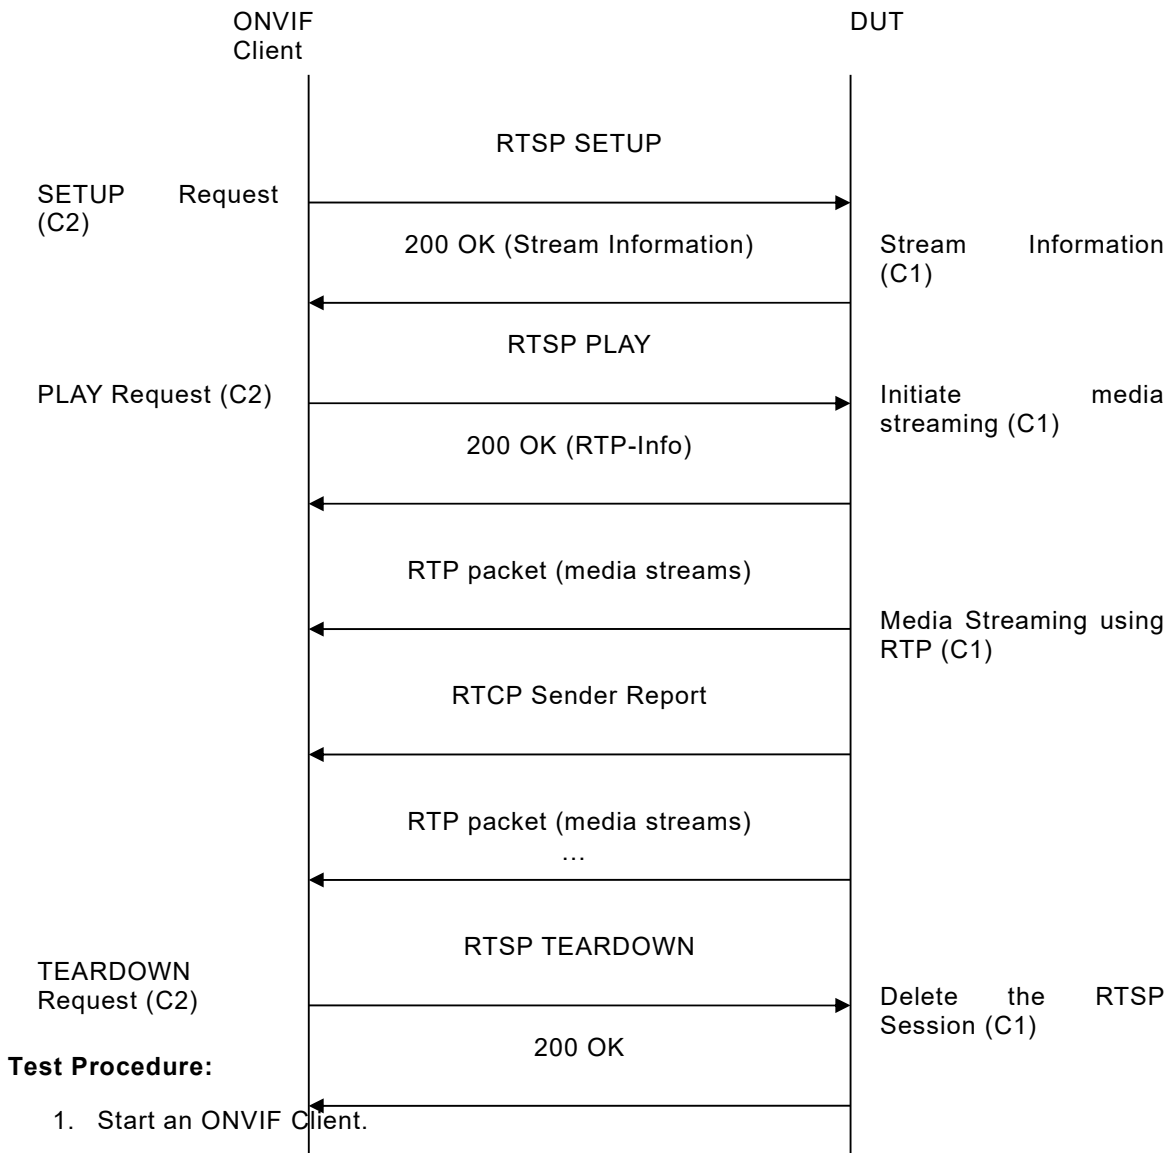 ONVIF
Client
DUT
RTSP SETUP
SETUP Request
(C2)
200 OK (Stream Information)
Stream Information
(C1)
RTSP PLAY
PLAY Request (C2)
Initiate media
streaming (C1)
200 OK (RTP-Info)
RTP packet (media streams)
Media Streaming using
RTP (C1)
RTCP Sender Report
RTP packet (media streams)
...
RTSP TEARDOWN
TEARDOWN
Request (C2)
Delete the RTSP
Session (C1)
200 OK
Test Procedure:
1. Start an ONVIF Client.